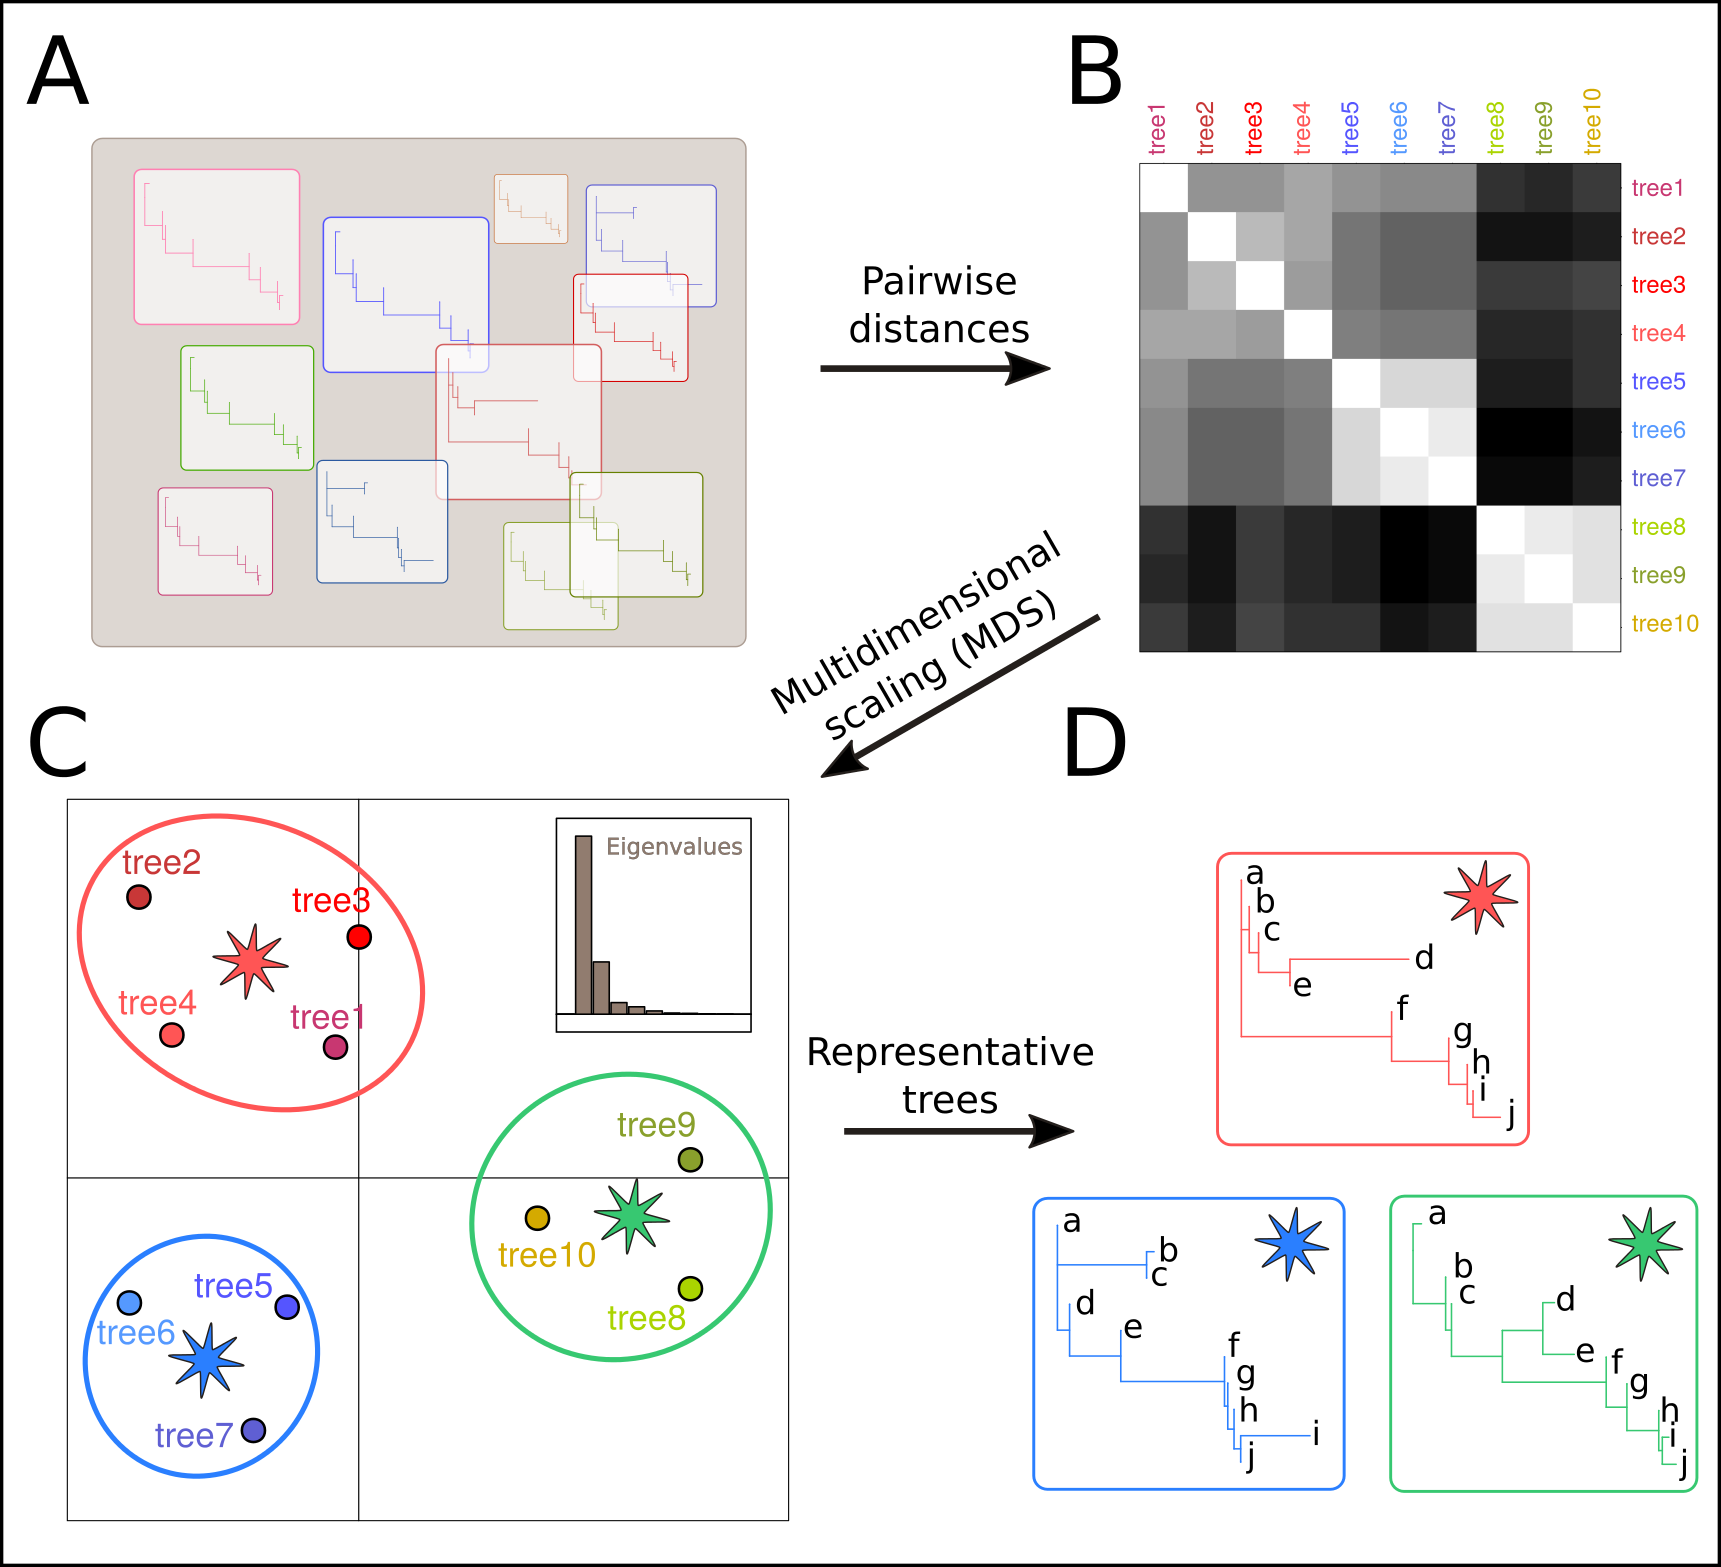 A
B
tree1
tree2
tree3
tree4
tree5
tree6
tree7
tree8
tree9
tree10
tree1
tree2
tree3
tree4
tree5
tree6
tree7
tree8
tree9
tree10
Pairwise
distances
Multidimensional
scaling (MDS)
C
Eigenvalues
tree2
tree3
tree4
tree1
tree9
tree10
tree8
tree5
tree6
tree7
Representative
trees
D
a
b
c
d
e
f
g
h
i
j
a
b
c
d
e
f
g
h
i
j
a
b
c
d
e
f
g
h
i
j